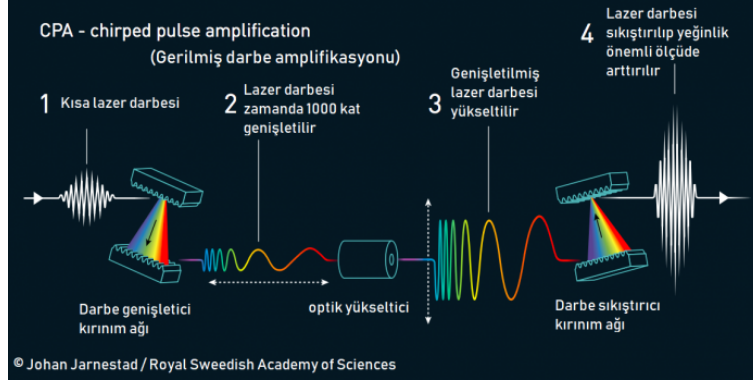 CPA - chirped pulse amplification
(Gerilmiş darbe amplifikasyonu)
1 Kısa lazer darbesi
2 Lazer darbesi
zamanda 1000 kat
genişletilir
3 Genişletilmiş
lazer darbesi
yükseltilir
4 Lazer darbesi
sıkıştırılıp yeğinlik
önemli ölçüde
arttırılır
Darbe genişletici
kırınım ağı
optik yükseltici
Darbe sıkıştırıcı
kırınım ağı
© Johan Jarnestad / Royal Sweedish Academy of Sciences